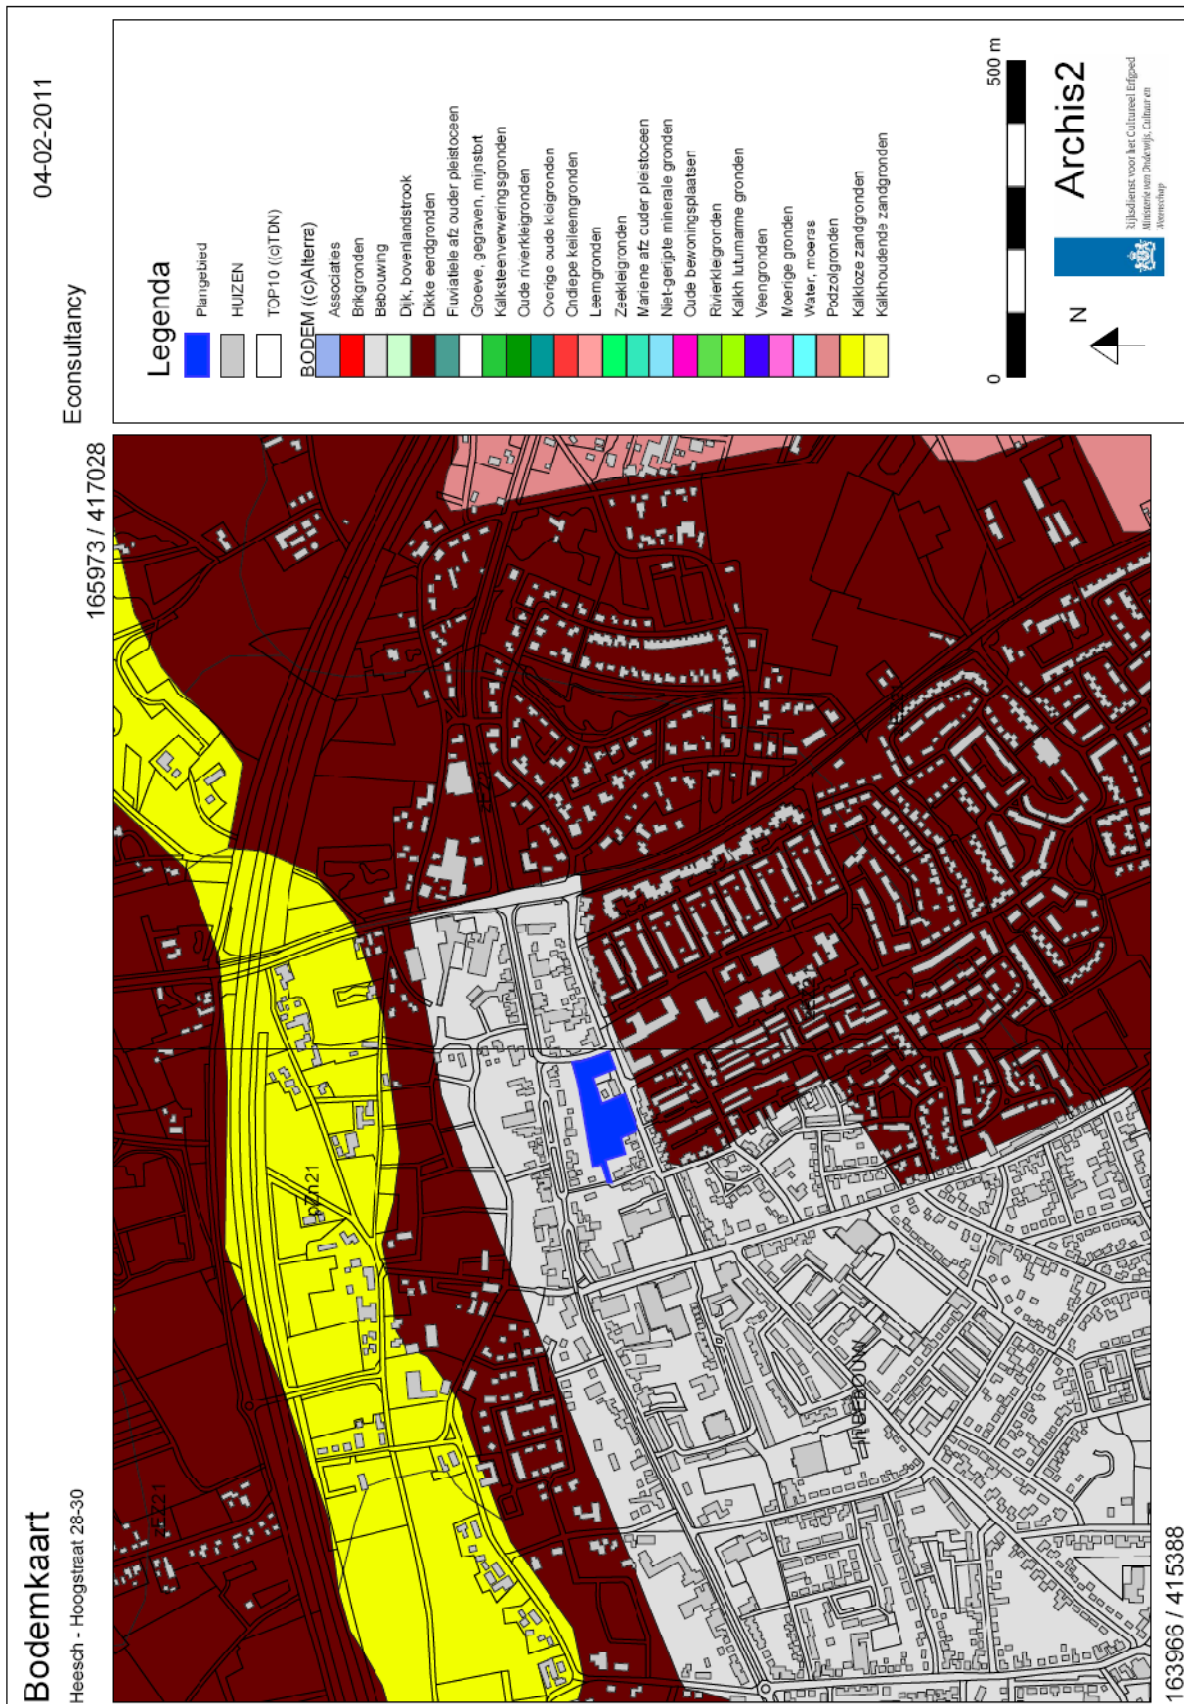 Bodemkaart
Heesch - Hoogstraat 28-30
Econsultancy
04-02-2011
165973 / 417028
163966 / 415388
pZn21
zEZ21
h BEBOUW
Legenda
Plangebied
HUIZEN
TOP10 ((c)TDN)
BODEM ((c)Alterra)
Associaties
Brikgronden
Bebouwing
Dijk, bovenlandstrook
Dikke eerdgronden
Fluviatiele afz ouder pleistoceen
Groeve, gegraven, mijnstort
Kalksteenverweringsgronden
Oude rivierkleigronden
Overige oude kleigronden
Ondiepe keileemgronden
Leemgronden
Zeekleigronden
Mariene afz ouder pleistoceen
Niet-gerijpte minerale gronden
Oude bewoningsplaatsen
Rivierkleigronden
Kalkh lutumarme gronden
Veengronden
Moerige gronden
Water, moeras
Podzolgronden
Kalkloze zandgronden
Kalkhoudende zandgronden
0
500 m
N
Archis2
Rijksdienst voor het Cultureel Erfgoed
Ministerie van Onderwijs, Cultuur en
Wetenschap